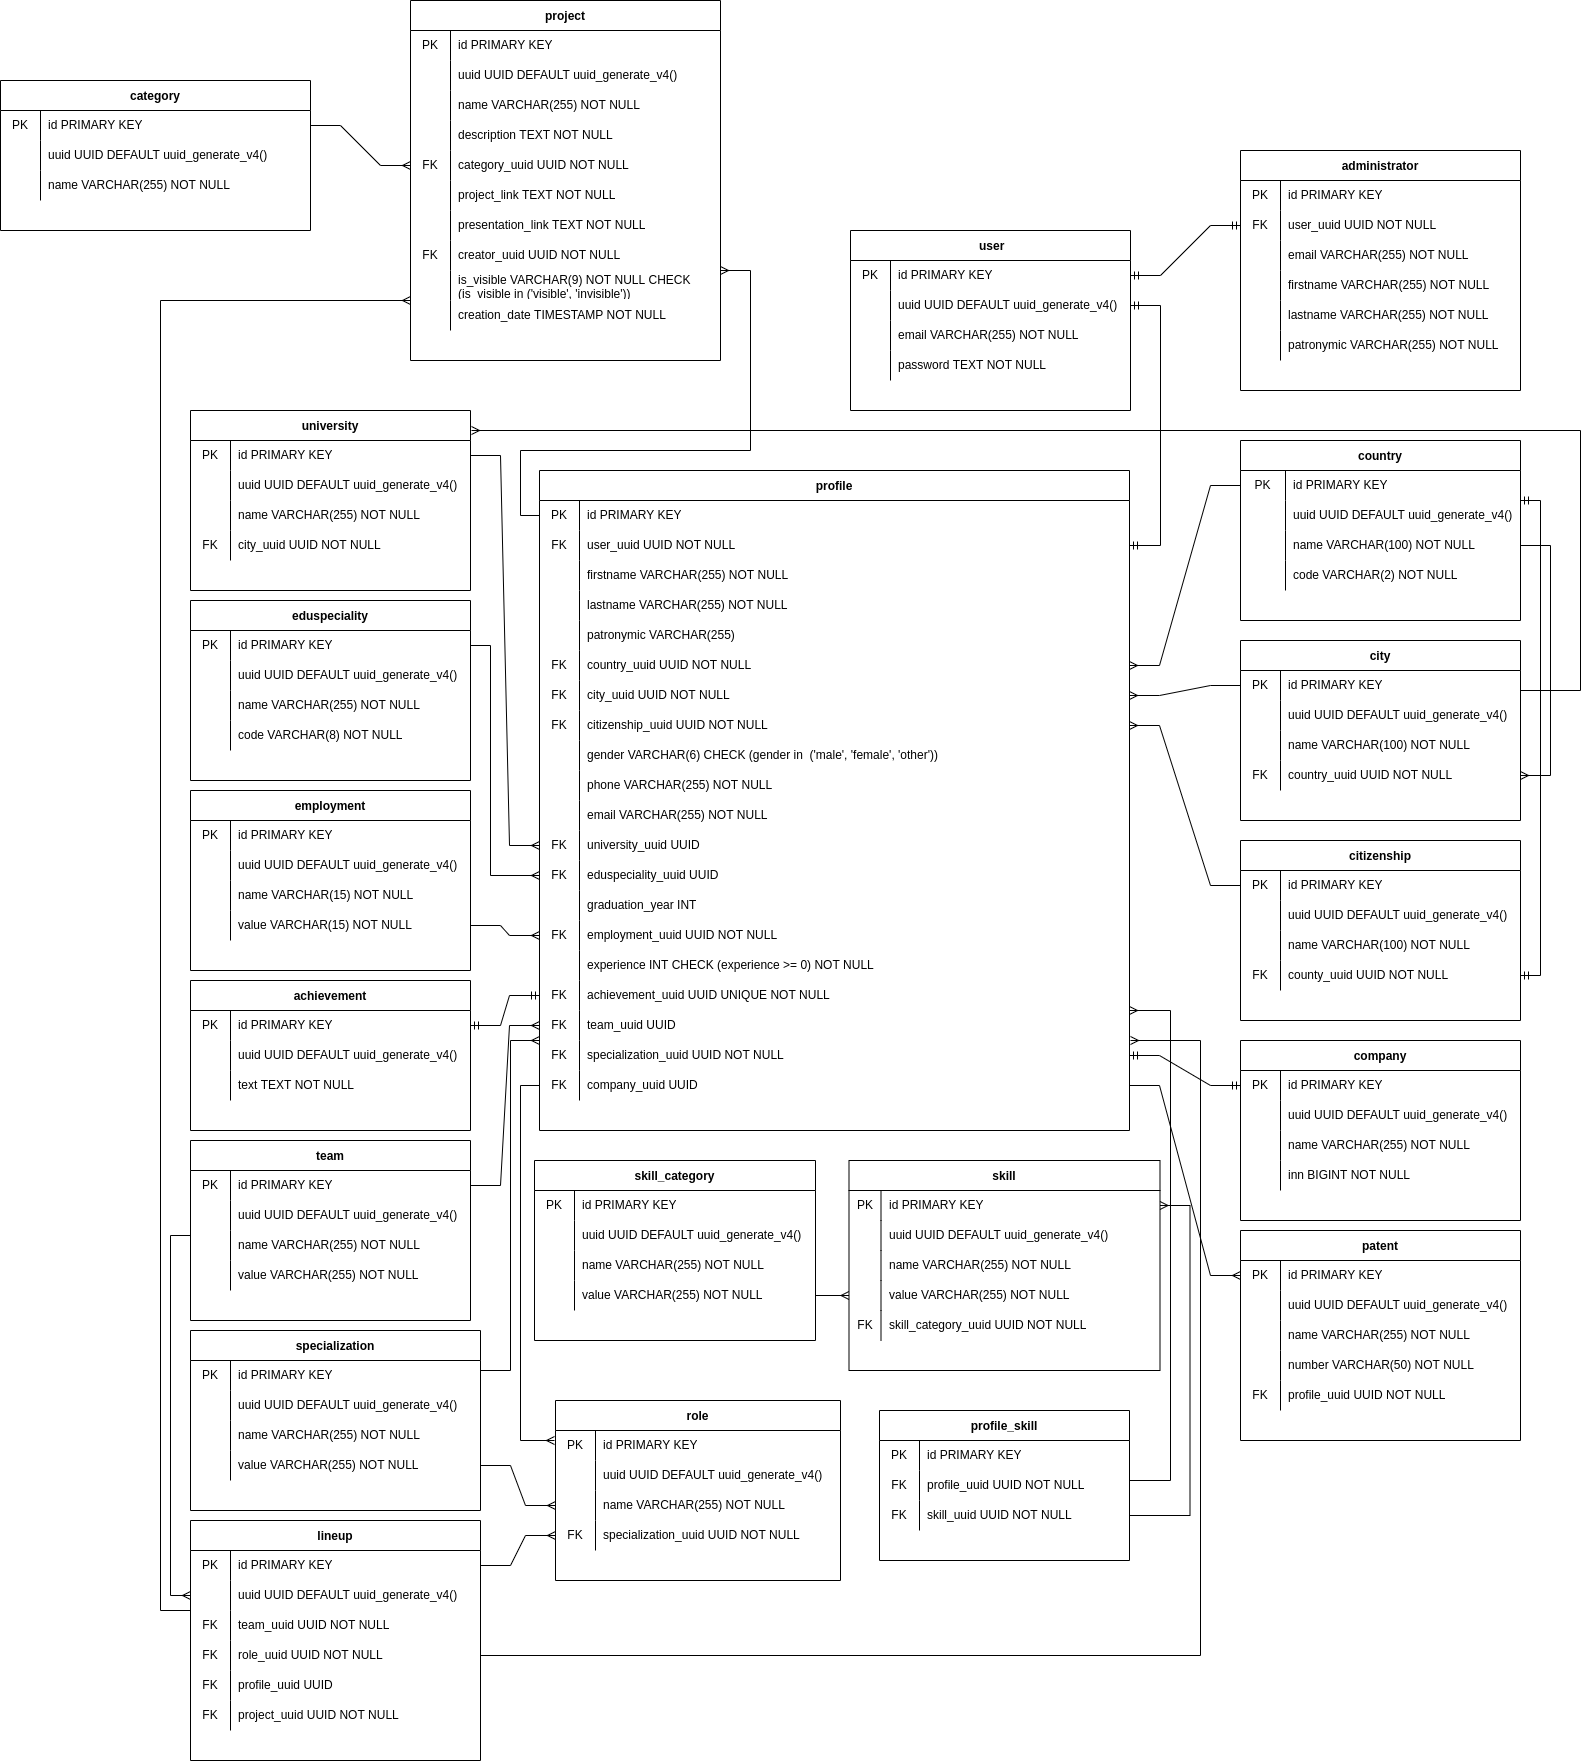 project
PK id PRIMARY KEY
uuid UUID DEFAULT uuid_generate_v4()
name VARCHAR(255) NOT NULL
description TEXT NOT NULL
FK category_uuid UUID NOT NULL
project_link TEXT NOT NULL
presentation_link TEXT NOT NULL
FK creator_uuid UUID NOT NULL
is_visible VARCHAR(9) NOT NULL CHECK
(is_visible in ('visible', 'invisible'))
creation_date TIMESTAMP NOT NULL
category
PK id PRIMARY KEY
uuid UUID DEFAULT uuid_generate_v4()
name VARCHAR(255) NOT NULL
administrator
PK id PRIMARY KEY
FK user_uuid UUID NOT NULL
email VARCHAR(255) NOT NULL
firstname VARCHAR(255) NOT NULL
lastname VARCHAR(255) NOT NULL
patronymic VARCHAR(255) NOT NULL
user
PK id PRIMARY KEY
uuid UUID DEFAULT uuid_generate_v4()
email VARCHAR(255) NOT NULL
password TEXT NOT NULL
university
PK id PRIMARY KEY
uuid UUID DEFAULT uuid_generate_v4()
name VARCHAR(255) NOT NULL
FK city_uuid UUID NOT NULL
eduspeciality
PK id PRIMARY KEY
uuid UUID DEFAULT uuid_generate_v4()
name VARCHAR(255) NOT NULL
code VARCHAR(8) NOT NULL
employment
PK id PRIMARY KEY
uuid UUID DEFAULT uuid_generate_v4()
name VARCHAR(15) NOT NULL
value VARCHAR(15) NOT NULL
achievement
PK id PRIMARY KEY
uuid UUID DEFAULT uuid_generate_v4()
text TEXT NOT NULL
team
PK id PRIMARY KEY
uuid UUID DEFAULT uuid_generate_v4()
name VARCHAR(255) NOT NULL
value VARCHAR(255) NOT NULL
specialization
PK id PRIMARY KEY
uuid UUID DEFAULT uuid_generate_v4()
name VARCHAR(255) NOT NULL
value VARCHAR(255) NOT NULL
lineup
PK id PRIMARY KEY
uuid UUID DEFAULT uuid_generate_v4()
FK team_uuid UUID NOT NULL
FK role_uuid UUID NOT NULL
FK profile_uuid UUID
FK project_uuid UUID NOT NULL
profile
PK id PRIMARY KEY
FK user_uuid UUID NOT NULL
firstname VARCHAR(255) NOT NULL
lastname VARCHAR(255) NOT NULL
patronymic VARCHAR(255)
FK country_uuid UUID NOT NULL
FK city_uuid UUID NOT NULL
FK citizenship_uuid UUID NOT NULL
gender VARCHAR(6) CHECK (gender in ('male', 'female', 'other'))
phone VARCHAR(255) NOT NULL
email VARCHAR(255) NOT NULL
FK university_uuid UUID
FK eduspeciality_uuid UUID
graduation_year INT
FK employment_uuid UUID NOT NULL
experience INT CHECK (experience >= 0) NOT NULL
FK achievement_uuid UUID UNIQUE NOT NULL
FK team_uuid UUID
FK specialization_uuid UUID NOT NULL
FK company_uuid UUID
skill_category
PK id PRIMARY KEY
uuid UUID DEFAULT uuid_generate_v4()
name VARCHAR(255) NOT NULL
value VARCHAR(255) NOT NULL
skill
PK id PRIMARY KEY
uuid UUID DEFAULT uuid_generate_v4()
name VARCHAR(255) NOT NULL
value VARCHAR(255) NOT NULL
FK skill_category_uuid UUID NOT NULL
role
PK id PRIMARY KEY
uuid UUID DEFAULT uuid_generate_v4()
name VARCHAR(255) NOT NULL
FK specialization_uuid UUID NOT NULL
profile_skill
PK id PRIMARY KEY
FK profile_uuid UUID NOT NULL
FK skill_uuid UUID NOT NULL
country
PK id PRIMARY KEY
uuid UUID DEFAULT uuid_generate_v4()
name VARCHAR(100) NOT NULL
code VARCHAR(2) NOT NULL
city
PK id PRIMARY KEY
uuid UUID DEFAULT uuid_generate_v4()
name VARCHAR(100) NOT NULL
FK country_uuid UUID NOT NULL
citizenship
PK id PRIMARY KEY
uuid UUID DEFAULT uuid_generate_v4()
name VARCHAR(100) NOT NULL
FK county_uuid UUID NOT NULL
company
PK id PRIMARY KEY
uuid UUID DEFAULT uuid_generate_v4()
name VARCHAR(255) NOT NULL
inn BIGINT NOT NULL
patent
PK id PRIMARY KEY
uuid UUID DEFAULT uuid_generate_v4()
name VARCHAR(255) NOT NULL
number VARCHAR(50) NOT NULL
FK profile_uuid UUID NOT NULL